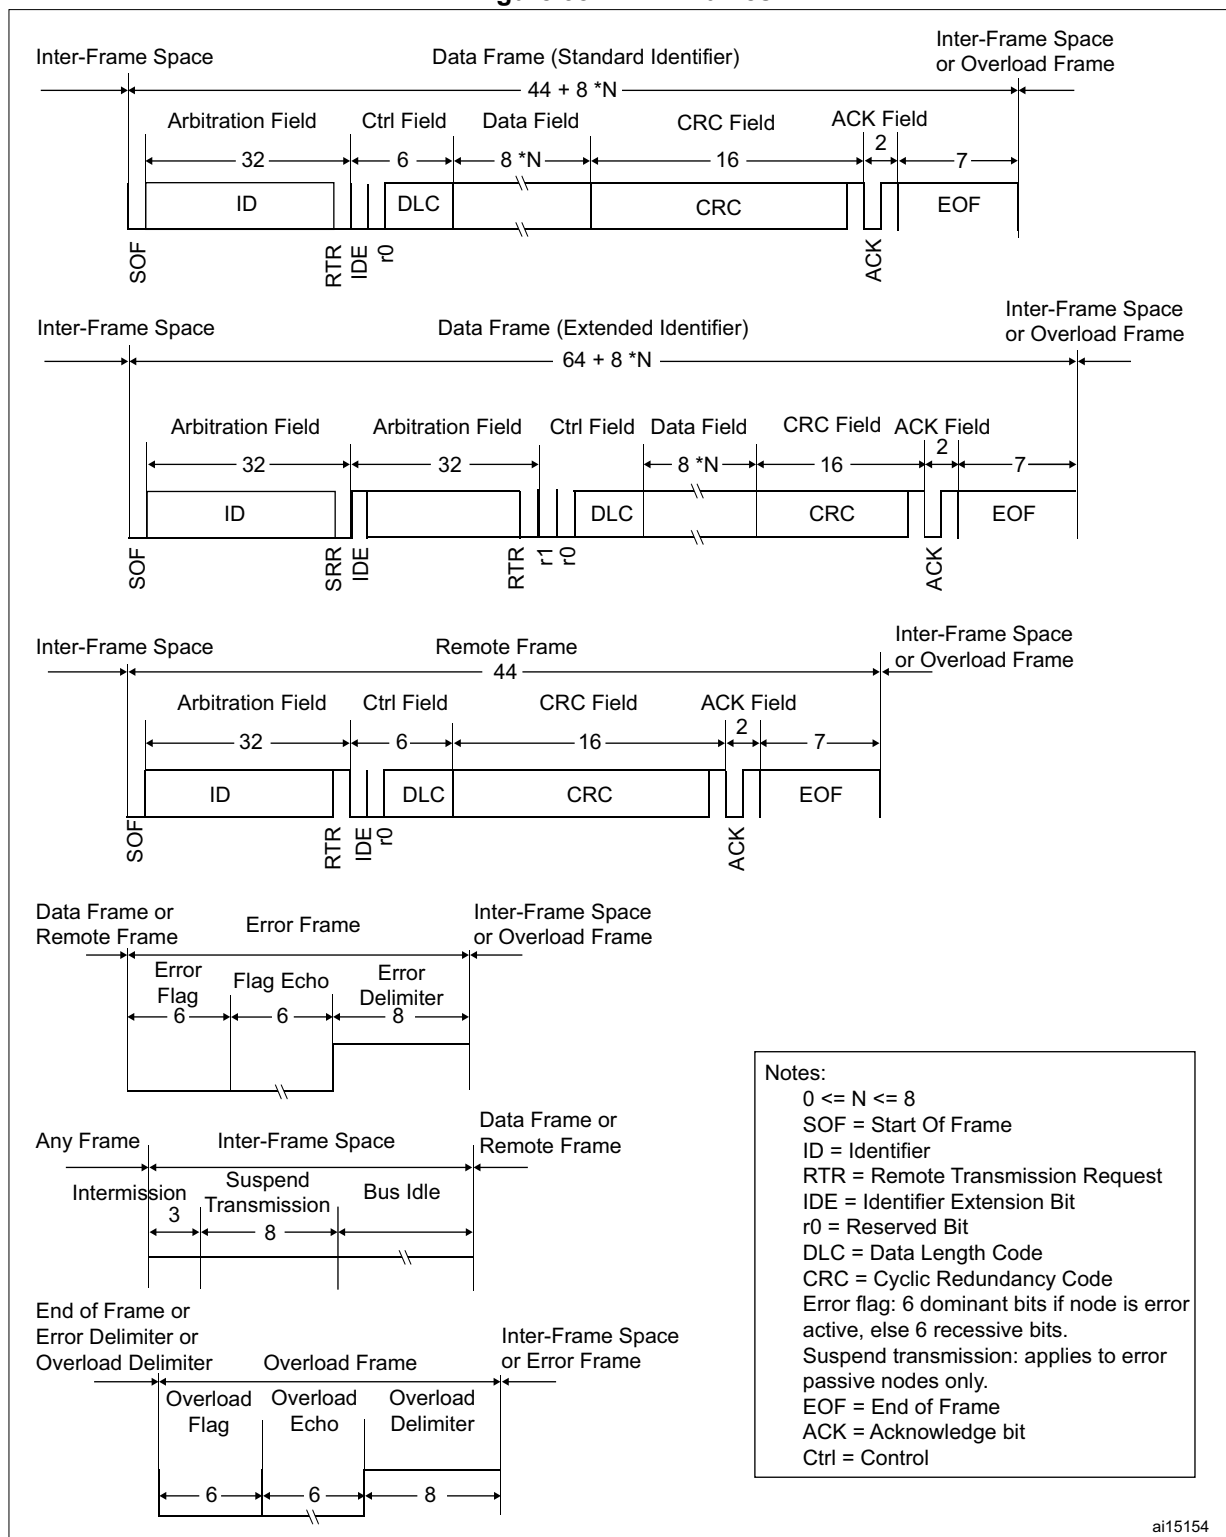 Inter-Frame Space
Data Frame (Standard Identifier)
Inter-Frame Space
or Overload Frame
44 + 8 *N
Arbitration Field
Ctrl Field
Data Field
CRC Field
ACK Field
32
6
8 *N
16
2
7
ID
DLC
CRC
EOF
SOF
RTR
IDE
r0
ACK
Inter-Frame Space
Data Frame (Extended Identifier)
Inter-Frame Space
or Overload Frame
64 + 8 *N
Arbitration Field
Arbitration Field
Ctrl Field
Data Field
CRC Field
ACK Field
32
32
8 *N
16
2
7
ID
DLC
CRC
EOF
SOF
SRR
IDE
RTR
r1
r0
ACK
Inter-Frame Space
Remote Frame
Inter-Frame Space
or Overload Frame
44
Arbitration Field
Ctrl Field
CRC Field
ACK Field
32
6
16
2
7
ID
DLC
CRC
EOF
SOF
RTR
IDE
r0
ACK
Data Frame or
Remote Frame
Error Frame
Inter-Frame Space
or Overload Frame
Error
Flag
Flag Echo
Error
Delimiter
6
6
8
Any Frame
Inter-Frame Space
Data Frame or
Remote Frame
Intermission
3
Suspend
Transmission
8
Bus Idle
End of Frame or
Error Delimiter or
Overload Delimiter
Overload Frame
Inter-Frame Space
or Error Frame
Overload
Flag
Overload
Echo
Overload
Delimiter
6
6
8
Notes:
0 <= N <= 8
SOF = Start Of Frame
ID = Identifier
RTR = Remote Transmission Request
IDE = Identifier Extension Bit
r0 = Reserved Bit
DLC = Data Length Code
CRC = Cyclic Redundancy Code
Error flag: 6 dominant bits if node is error
active, else 6 recessive bits.
Suspend transmission: applies to error
passive nodes only.
EOF = End of Frame
ACK = Acknowledge bit
Ctrl = Control
ai15154